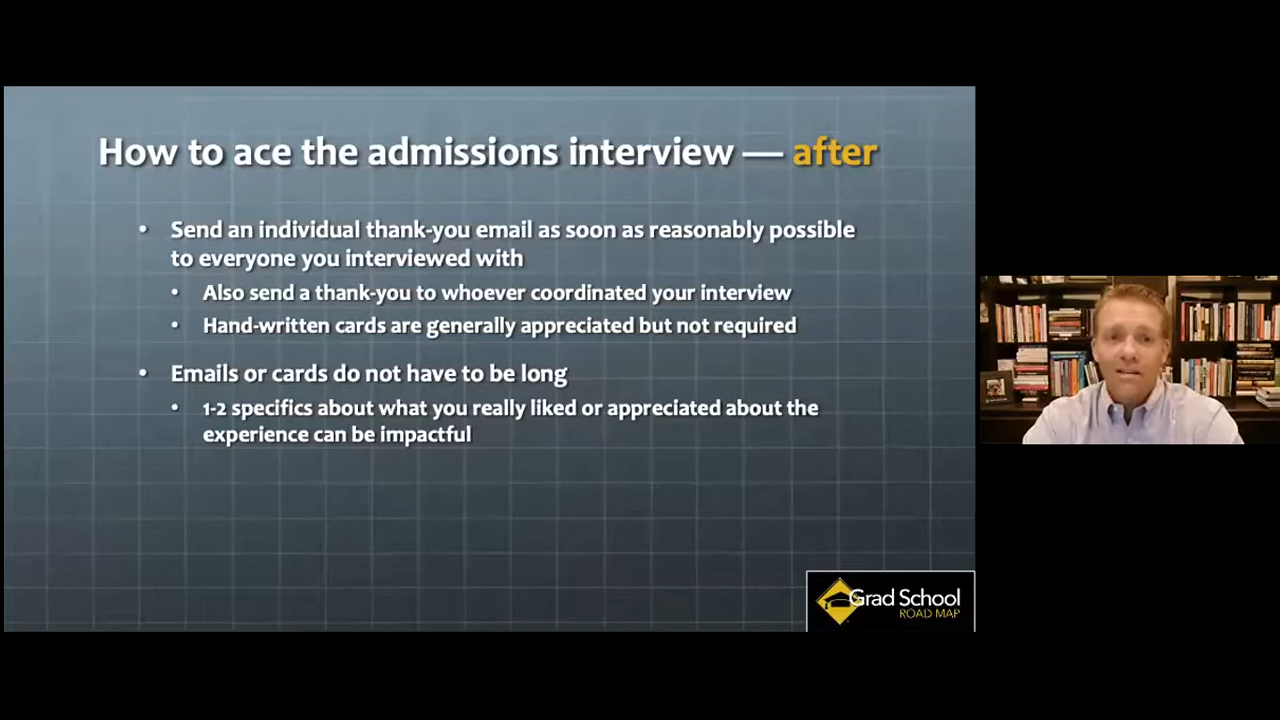 How to ace the admissions interview — after
• Send an individual thank-you email as soon as reasonably possible
to everyone you interviewed with
• Also send a thank-you to whoever coordinated your interview
• Hand-written cards are generally appreciated but not required
• Emails or cards do not have to be long
• 1-2 specifics about what you really liked or appreciated about the
experience can be impactful
Grad School
ROAD MAP